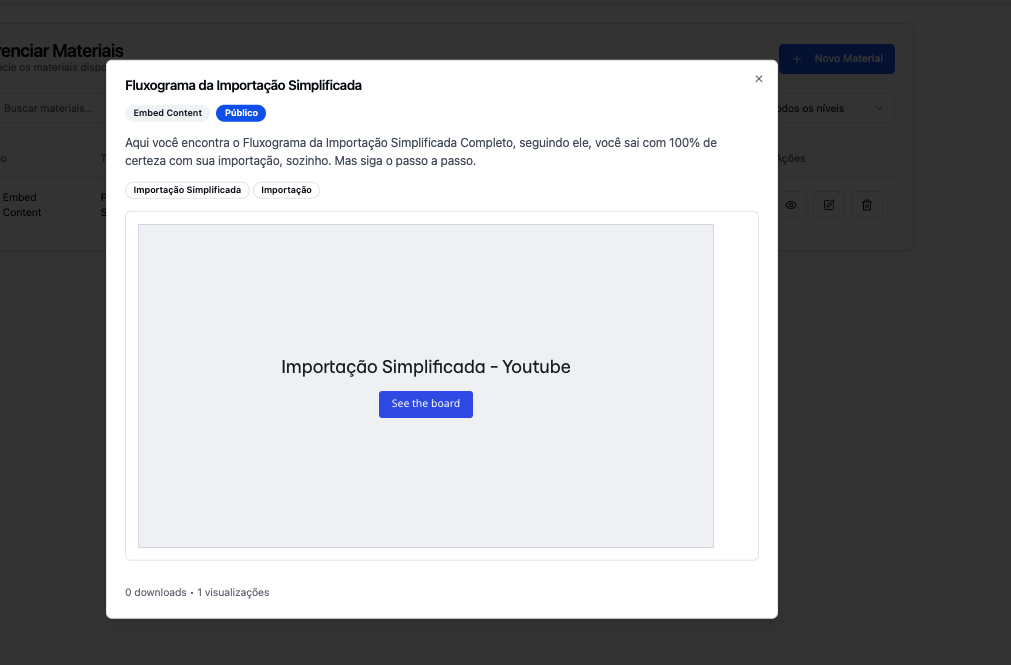 renciar Materiais
ncie os materiais dispo
Novo Material
Buscar materiais...
odos os níveis
Ações
Embed
Content
Fluxograma da Importação Simplificada
Embed Content
Público
Aqui você encontra o Fluxograma da Importação Simplificada Completo, seguindo ele, você sai com 100% de
certeza com sua importação, sozinho. Mas siga o passo a passo.
Importação Simplificada
Importação
Importação Simplificada - Youtube
See the board
0 downloads • 1 visualizações